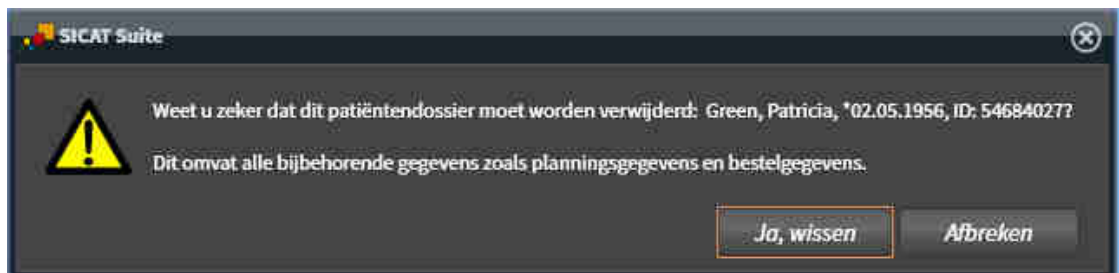 SICAT Suite
Weet u zeker dat dit patiëntendossier moet worden verwijderd: Green, Patricia, *02.05.1956, ID: 54684027?
Dit omvat alle bijbehorende gegevens zoals planningsgegevens en bestelgegevens.
Ja, wissen Afbreken